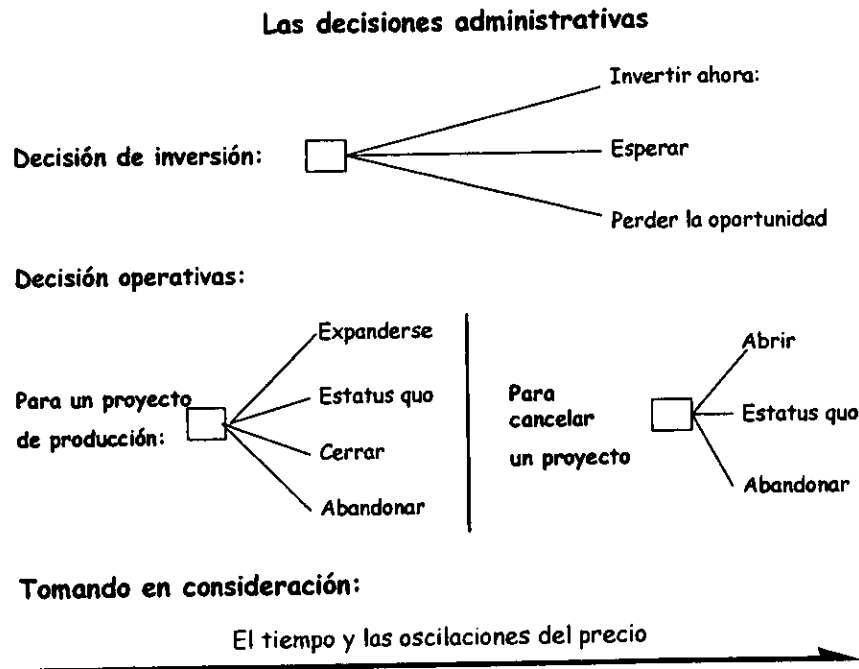 Las decisiones administrativas
Invertir ahora:
Decisión de inversión:
Esperar
Perder la oportunidad
Decisión operativas:
Expanderse
Para un proyecto
de producción:
Estatus quo
Cerrar
Abandonar
Para
cancelar
un proyecto
Abrir
Estatus quo
Abandonar
Tomando en consideración:
El tiempo y las oscilaciones del precio